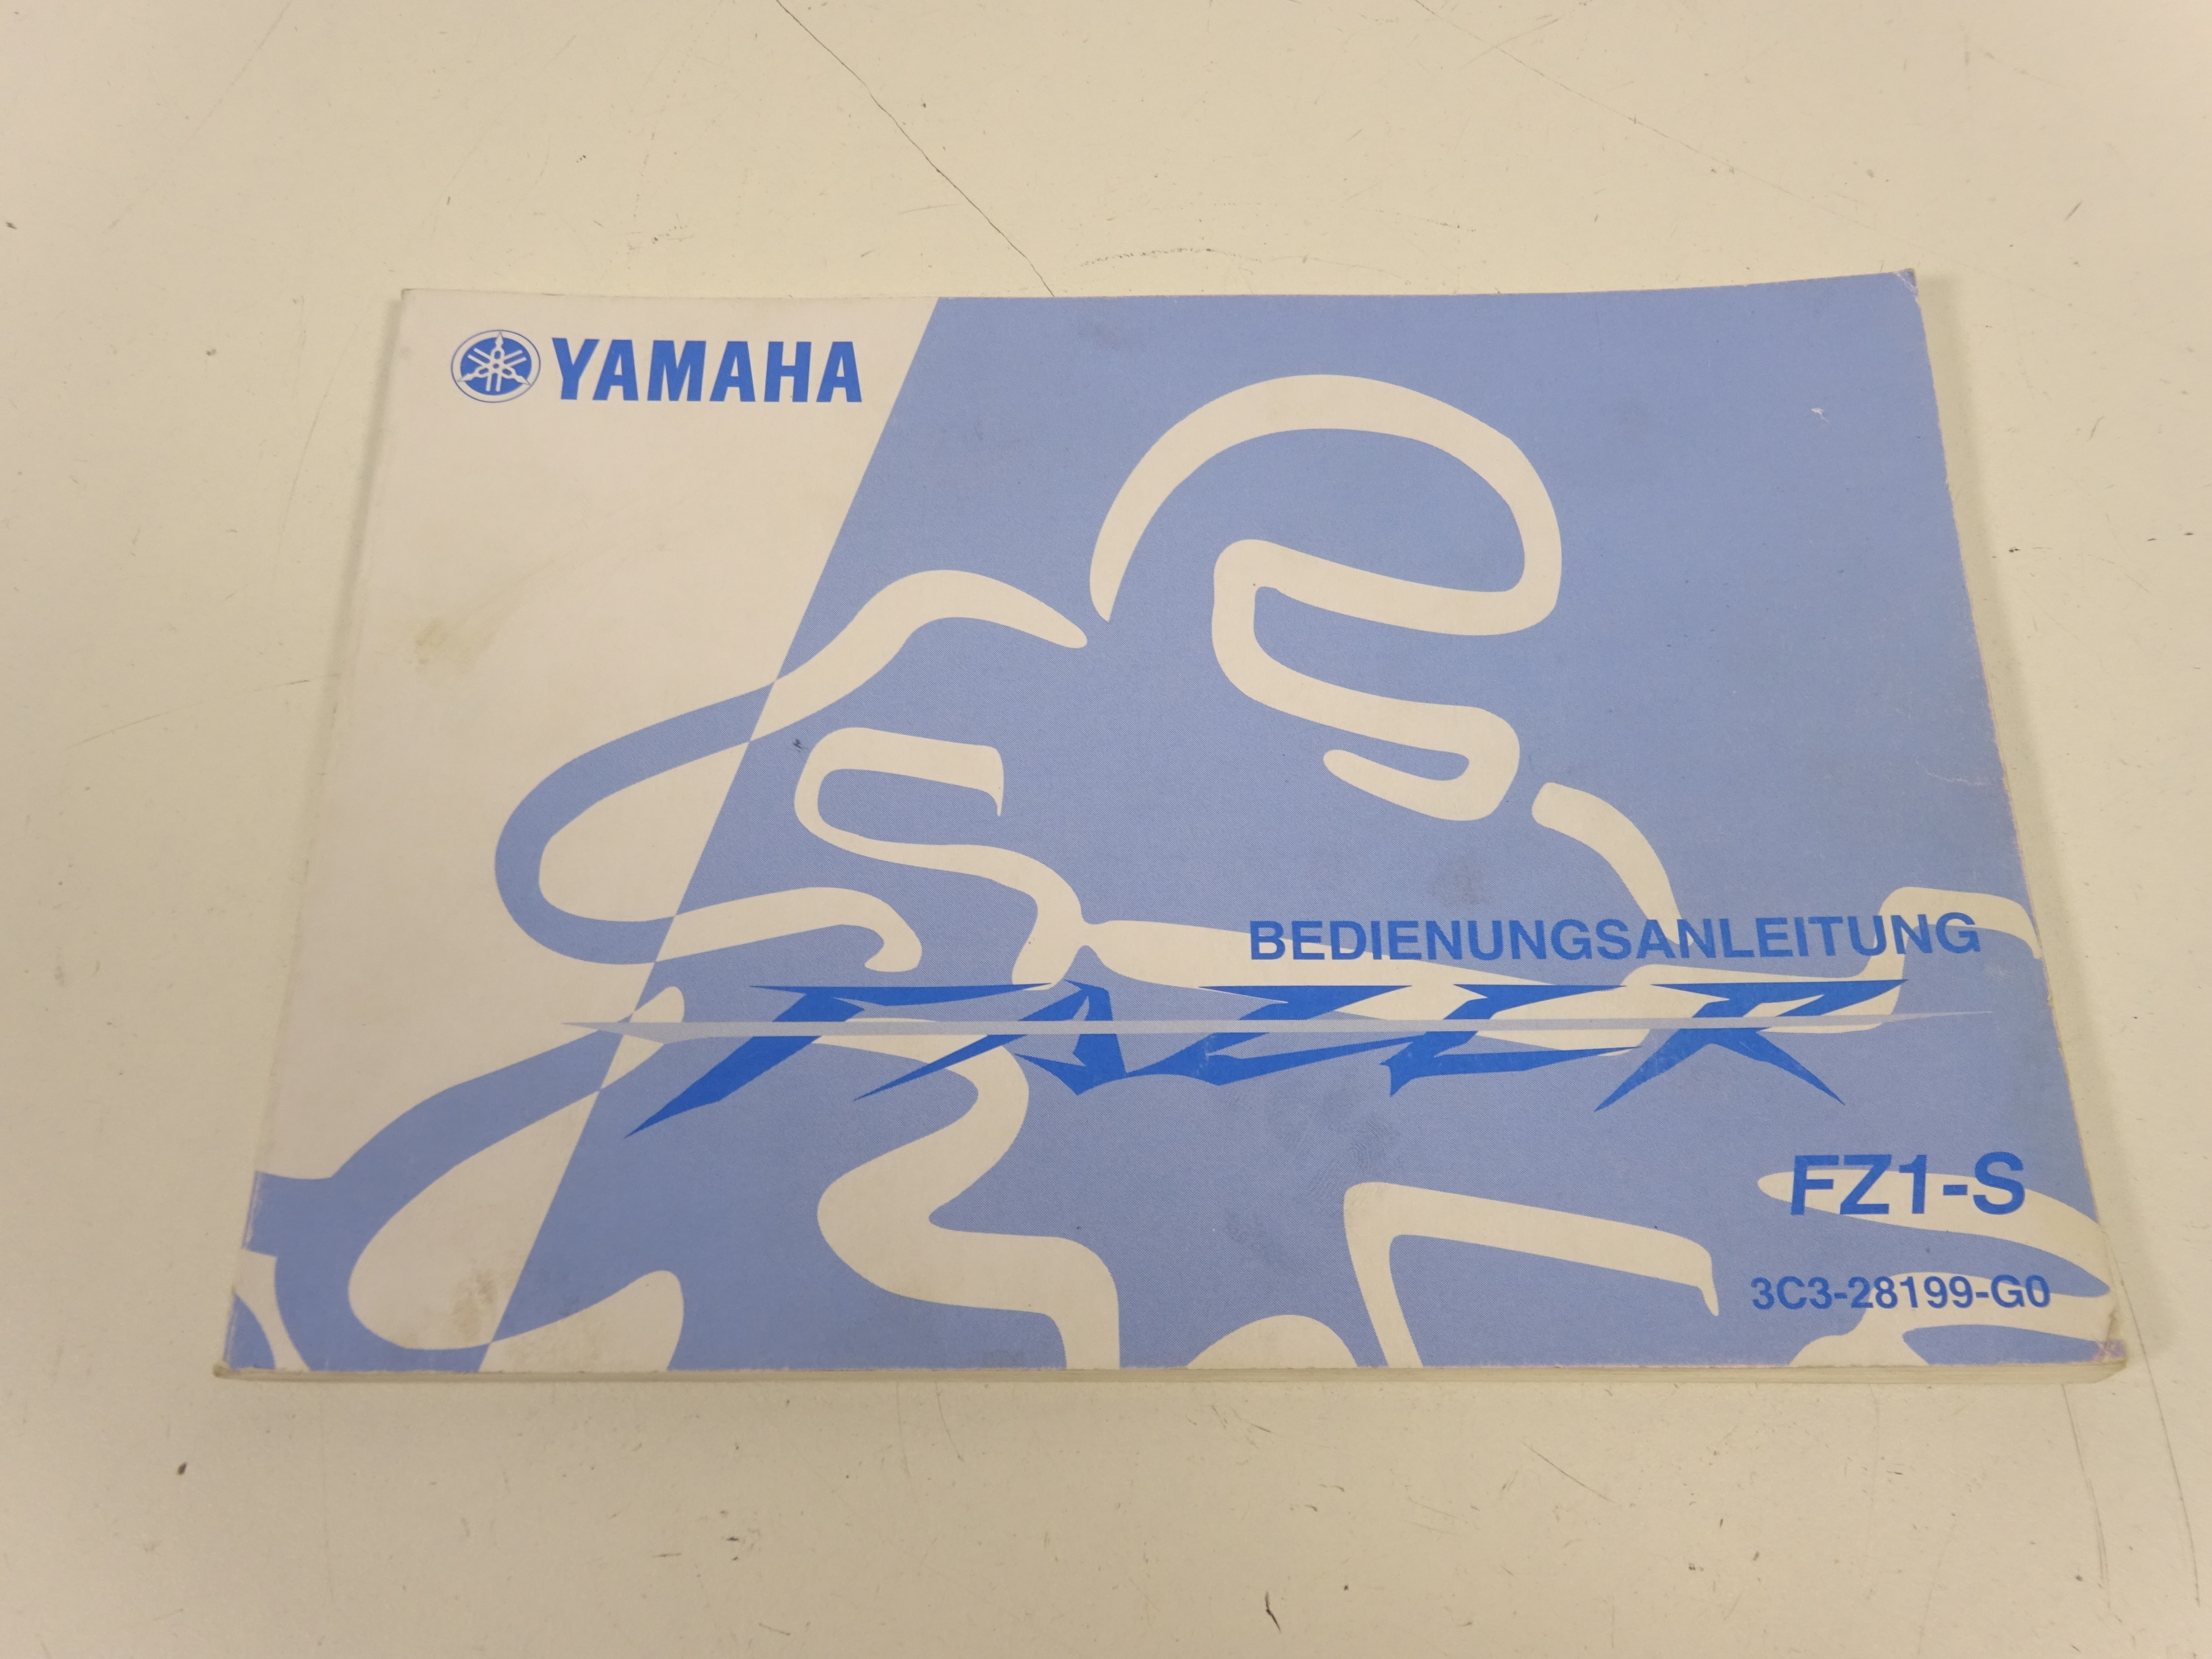 YAMAHA
BEDIENUNGSANLEITUNG
FAZER
FZ1-S
3C3-28199-G0